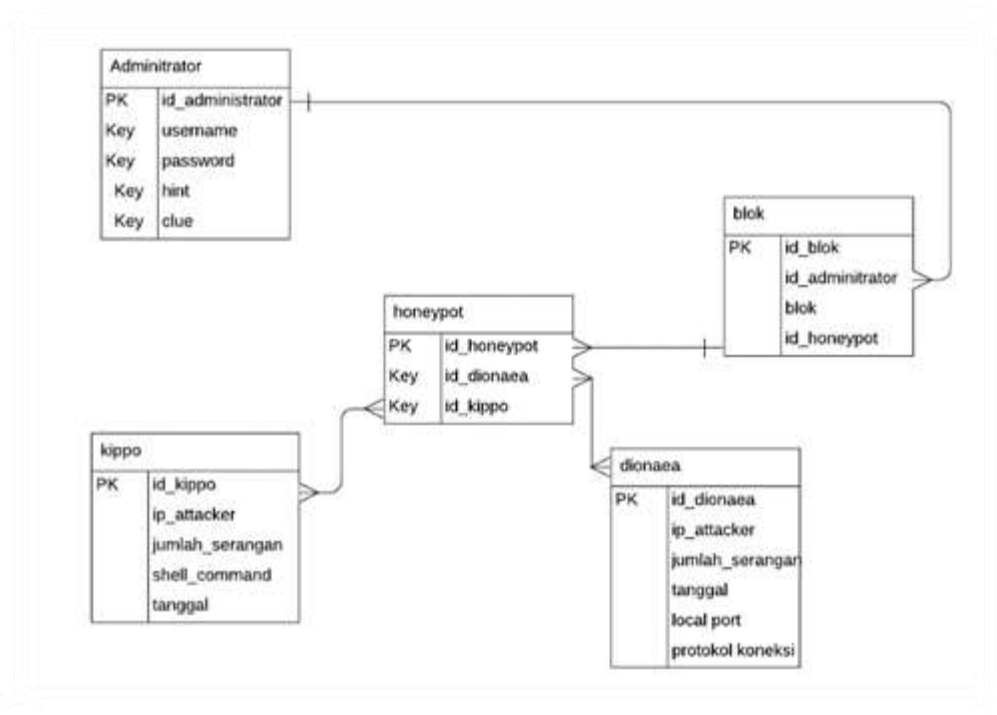 Adminitrator
PK id_administrator
Key username
Key password
Key hint
Key clue
blok
PK id_blok
id_adminitrator
blok
id_honeypot
honeypot
PK id_honeypot
Key id_dionaea
Key id_kippo
kippo
PK id_kippo
ip_attacker
jumlah_serangan
shell_command
tanggal
dionaea
PK id_dionaea
ip_attacker
jumlah_serangan
tanggal
local port
protokol koneksi